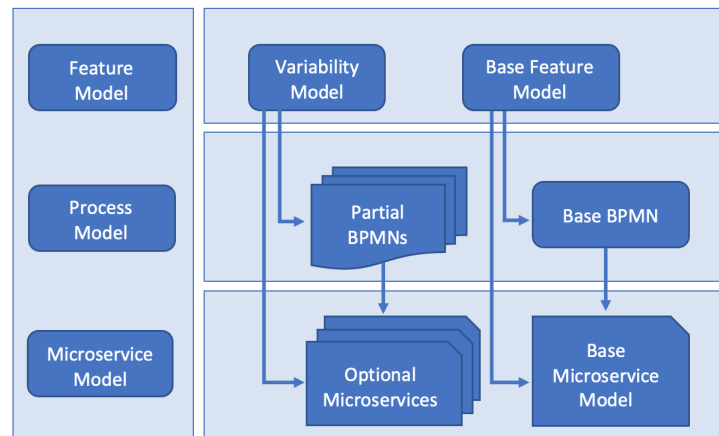 Feature
Model
Variability
Model
Base Feature
Model
Process
Model
Partial
BPMNs
Base BPMN
Microservice
Model
Optional
Microservices
Base
Microservice
Model